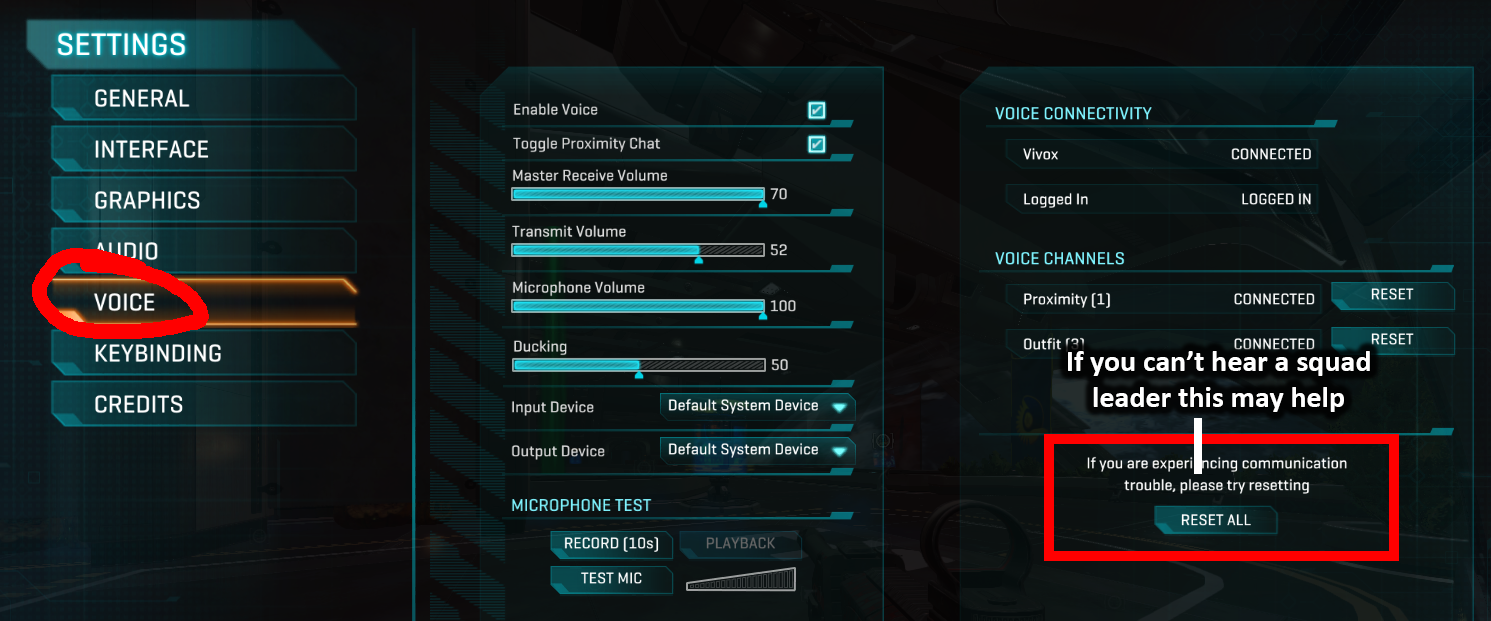 SETTINGS
GENERAL
INTERFACE
GRAPHICS
AUDIO
VOICE
KEYBINDING
CREDITS
Enable Voice
Toggle Proximity Chat
Master Receive Volume
70
Transmit Volume
52
Microphone Volume
100
Ducking
50
Input Device Default System Device
Output Device Default System Device
MICROPHONE TEST
RECORD (10s) PLAYBACK
TEST MIC
VOICE CONNECTIVITY
Vivox CONNECTED
Logged In LOGGED IN
VOICE CHANNELS
Proximity (1) CONNECTED RESET
Outfit (3) CONNECTED RESET
If you can’t hear a squad
leader this may help
If you are experiencing communication
trouble, please try resetting
RESET ALL